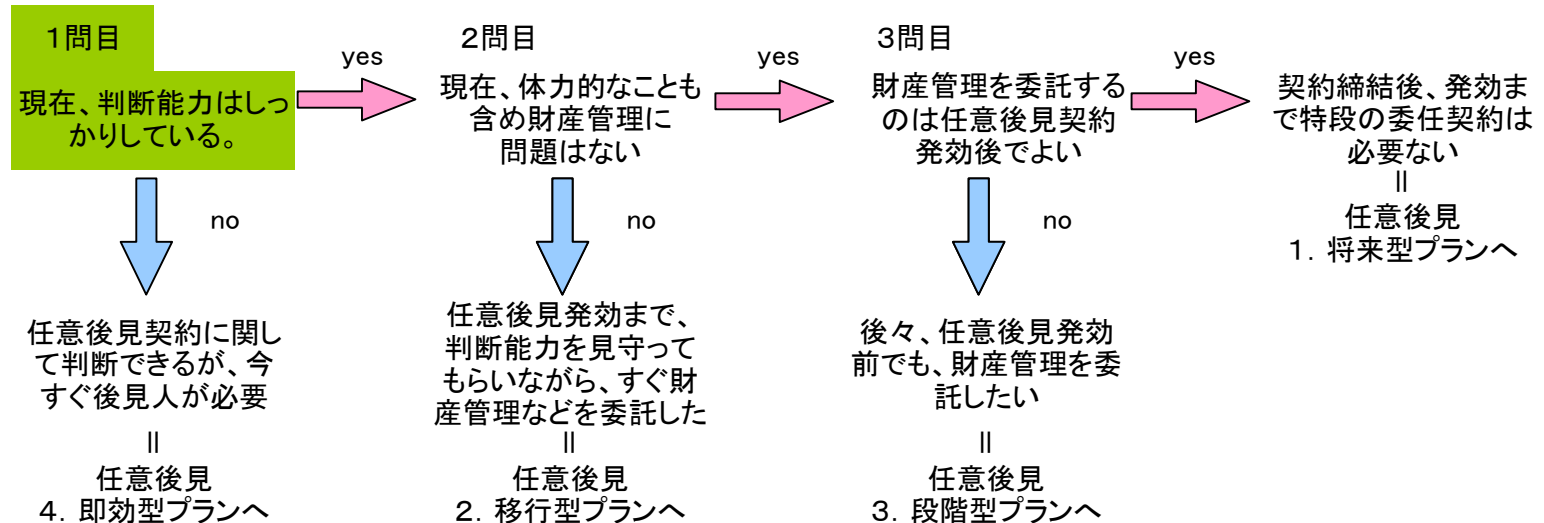 1問目
現在、判断能力はしっ
かりしている。
yes
no
任意後見契約に関し
て判断できるが、今
すぐ後見人が必要
＝
任意後見
4．即効型プランへ
2問目
現在、体力的なことも
含め財産管理に
問題はない
yes
no
任意後見発効まで、
判断能力を見守って
もらいながら、すぐ財
産管理などを委託した
＝
任意後見
2．移行型プランへ
3問目
財産管理を委託する
のは任意後見契約
発効後でよい
yes
no
後々、任意後見発効
前でも、財産管理を委
託したい
＝
任意後見
3．段階型プランへ
契約締結後、発効ま
で特段の委任契約は
必要ない
＝
任意後見
1．将来型プランへ